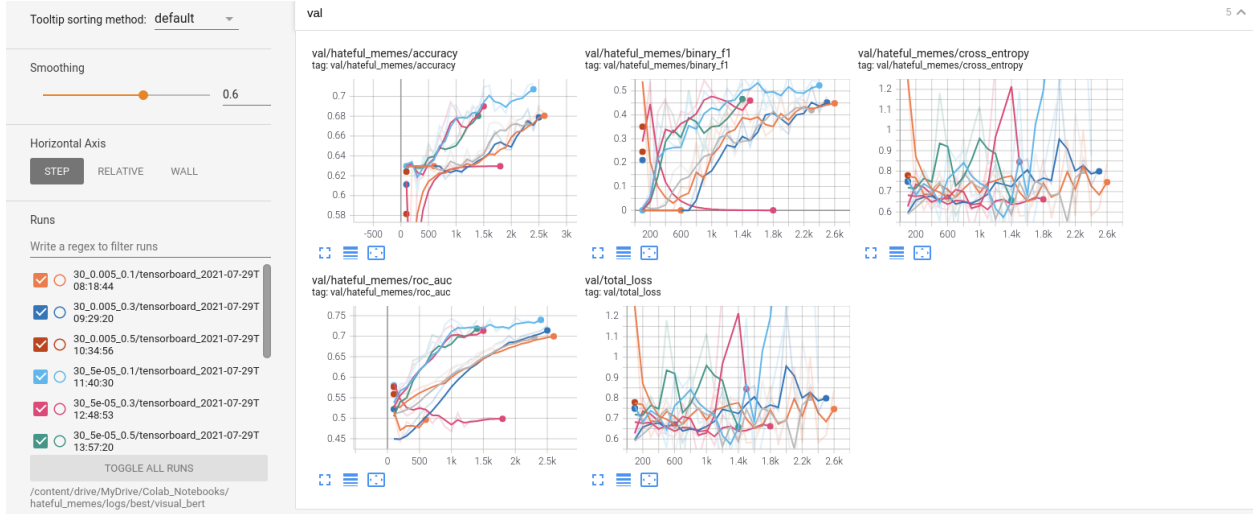 Tooltip sorting method: default
Smoothing
0.6
Horizontal Axis
STEP RELATIVE WALL
Runs
Write a regex to filter runs
30_0.005_0.1/tensorboard_2021-07-29T
08:18:44
30_0.005_0.3/tensorboard_2021-07-29T
09:29:20
30_0.005_0.5/tensorboard_2021-07-29T
10:34:56
30_5e-05_0.1/tensorboard_2021-07-29T
11:40:30
30_5e-05_0.3/tensorboard_2021-07-29T
12:48:53
30_5e-05_0.5/tensorboard_2021-07-29T
13:57:20
TOGGLE ALL RUNS
/content/drive/MyDrive/Colab_Notebooks/
hateful_memes/logs/best/visual_bert
val 5
val/hateful_memes/accuracy
tag: val/hateful_memes/accuracy
0.7
0.68
0.66
0.64
0.62
0.6
0.58
-500 0 500 1k 1.5k 2k 2.5k 3k
val/hateful_memes/binary_f1
tag: val/hateful_memes/binary_f1
0.5
0.4
0.3
0.2
0.1
0
200 600 1k 1.4k 1.8k 2.2k 2.6k
val/hateful_memes/cross_entropy
tag: val/hateful_memes/cross_entropy
1.2
1
0.9
0.8
0.7
0.6
200 600 1k 1.4k 1.8k 2.2k 2.6k
val/hateful_memes/roc_auc
tag: val/hateful_memes/roc_auc
0.75
0.7
0.65
0.6
0.55
0.5
0.45
0 500 1k 1.5k 2k 2.5k
val/total_loss
tag: val/total_loss
1.2
1
0.9
0.8
0.7
0.6
200 600 1k 1.4k 1.8k 2.2k 2.6k